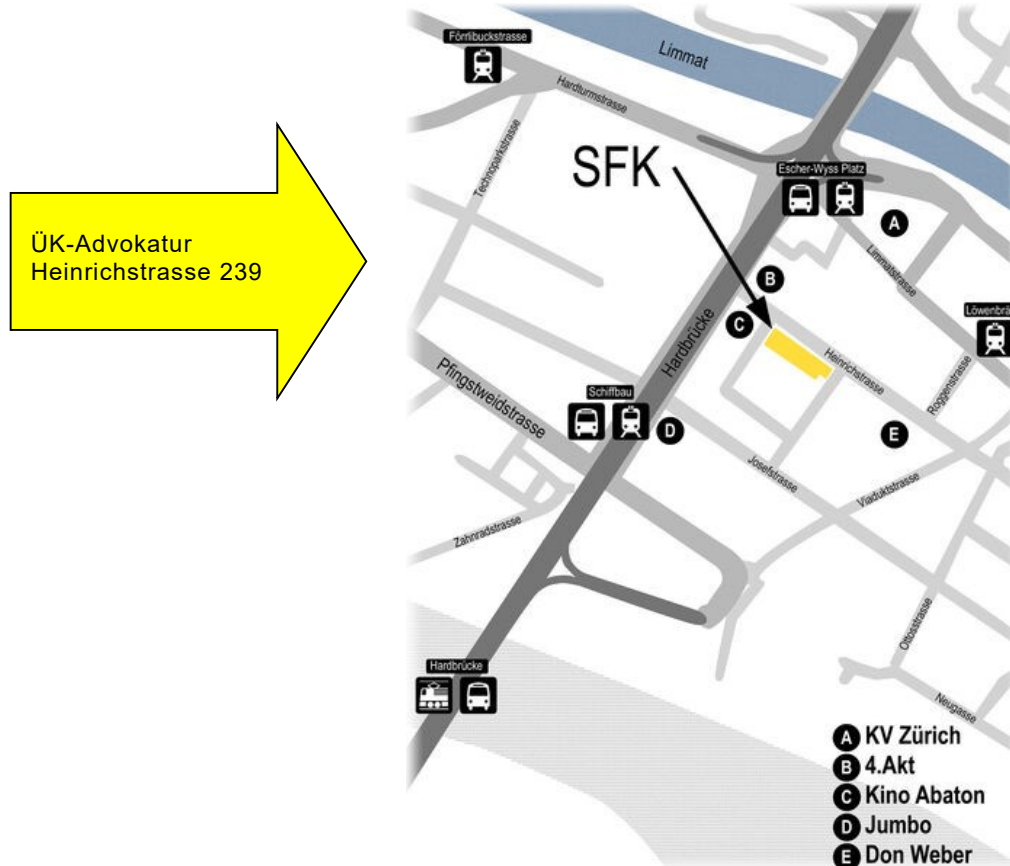 ÜK-Advokatur
Heinrichstrasse 239
Förrlibuckstrasse
Limmat
Hardturmstrasse
Technoparkstrasse
SFK
Escher-Wyss Platz
A
Limmatstrasse
B
C
Hardbrücke
Löwenbrä
Heinrichstrasse
Roggenstrasse
Pfingstweidstrasse
Schiffbau
D
E
Josefstrasse
Viaduktstrasse
Zahnradstrasse
Ottostrasse
Hardbrücke
Neugasse
A KV Zürich
B 4.Akt
C Kino Abaton
D Jumbo
E Don Weber